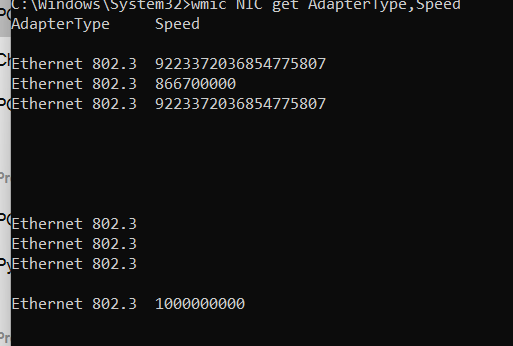 C:\Windows\System32>wmic NIC get AdapterType,Speed
AdapterType Speed
Ethernet 802.3 9223372036854775807
Ethernet 802.3 866700000
Ethernet 802.3 9223372036854775807
Ethernet 802.3
Ethernet 802.3
Ethernet 802.3
Ethernet 802.3 1000000000